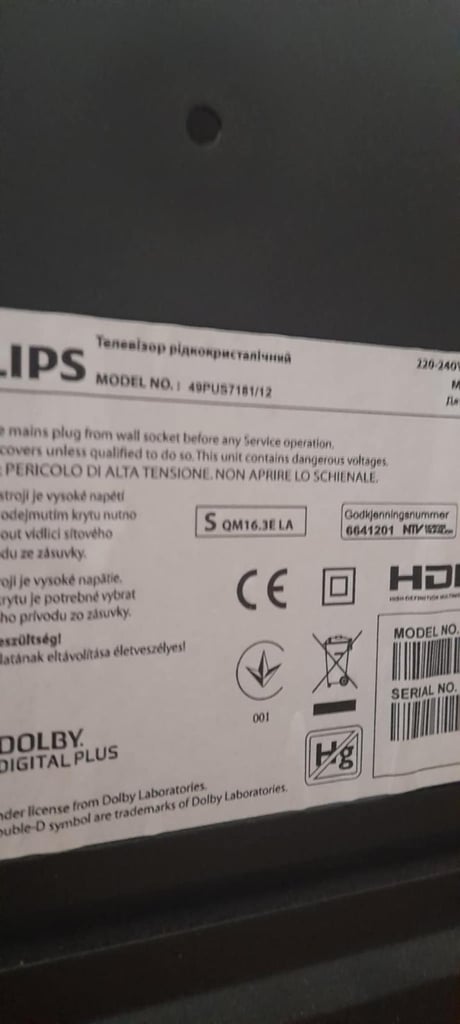 LIPS
Телевізор рідкокристалічний
220-240V
MODEL NO. : 49PUS7181/12
M
e mains plug from wall socket before any Service operation.
covers unless qualified to do so. This unit contains dangerous voltages.
: PERICOLO DI ALTA TENSIONE. NON APRIRE LO SCHIENALE.
stroji je vysoké napětí
odejmutím krytu nutno
out vidlici síťového
du ze zásuvky.
S QM16.3E LA
Godkjenningsnummer
6641201
oji je vysoké napätie.
rytu je potrebné vybrat
ho prívodu zo zásuvky.
CE
HD
eszültség!
latának eltávolítása életveszélyes!
001
MODEL NO.
SERIAL NO.
DOLBY.
DIGITAL PLUS
Hg
nder license from Dolby Laboratories.
ouble-D symbol are trademarks of Dolby Laboratories.